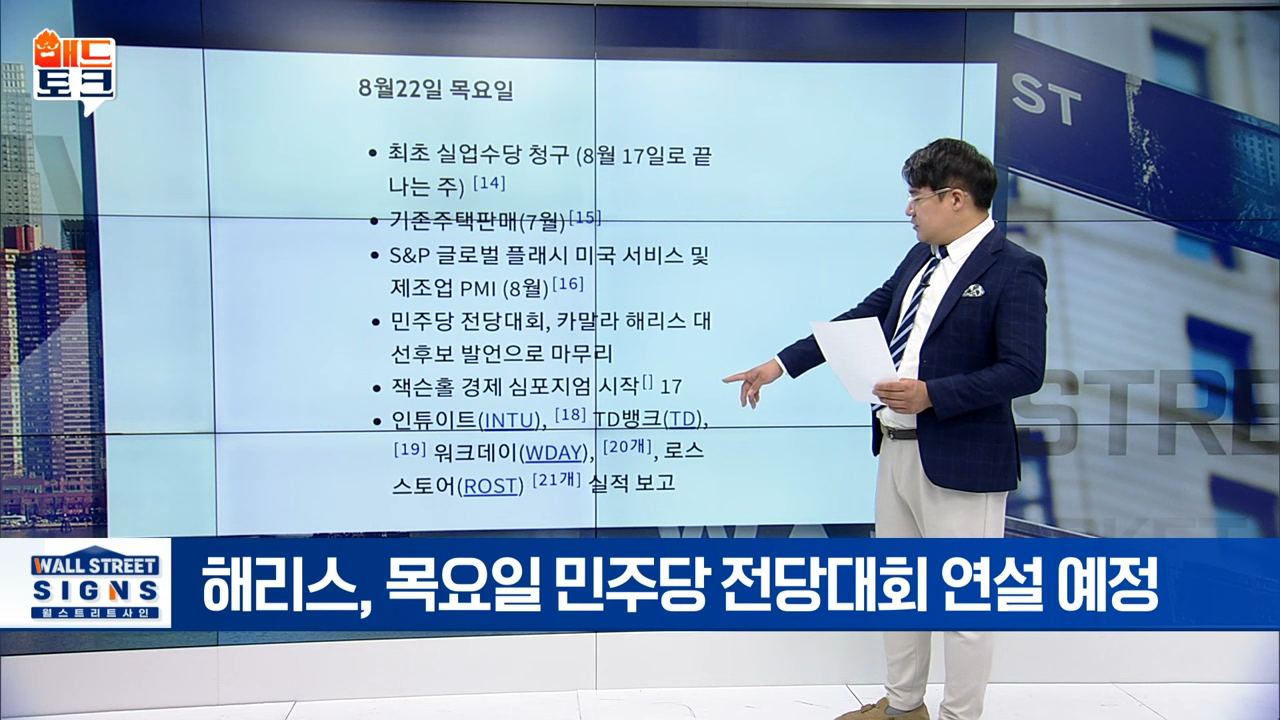 매드
토크
8월22일 목요일
• 최초 실업수당 청구 (8월 17일로 끝
나는 주) [14]
• 기존주택판매(7월)[15]
• S&P 글로벌 플래시 미국 서비스 및
제조업 PMI (8월)[16]
• 민주당 전당대회, 카말라 해리스 대
선후보 발언으로 마무리
• 잭슨홀 경제 심포지엄 시작[] 17
• 인튜이트(INTU), [18] TD뱅크(TD),
[19] 워크데이(WDAY), [20개], 로스
스토어(ROST) [21개] 실적 보고
ST
STRE
WALL STREET
SIGNS
월스트리트사인
해리스, 목요일 민주당 전당대회 연설 예정